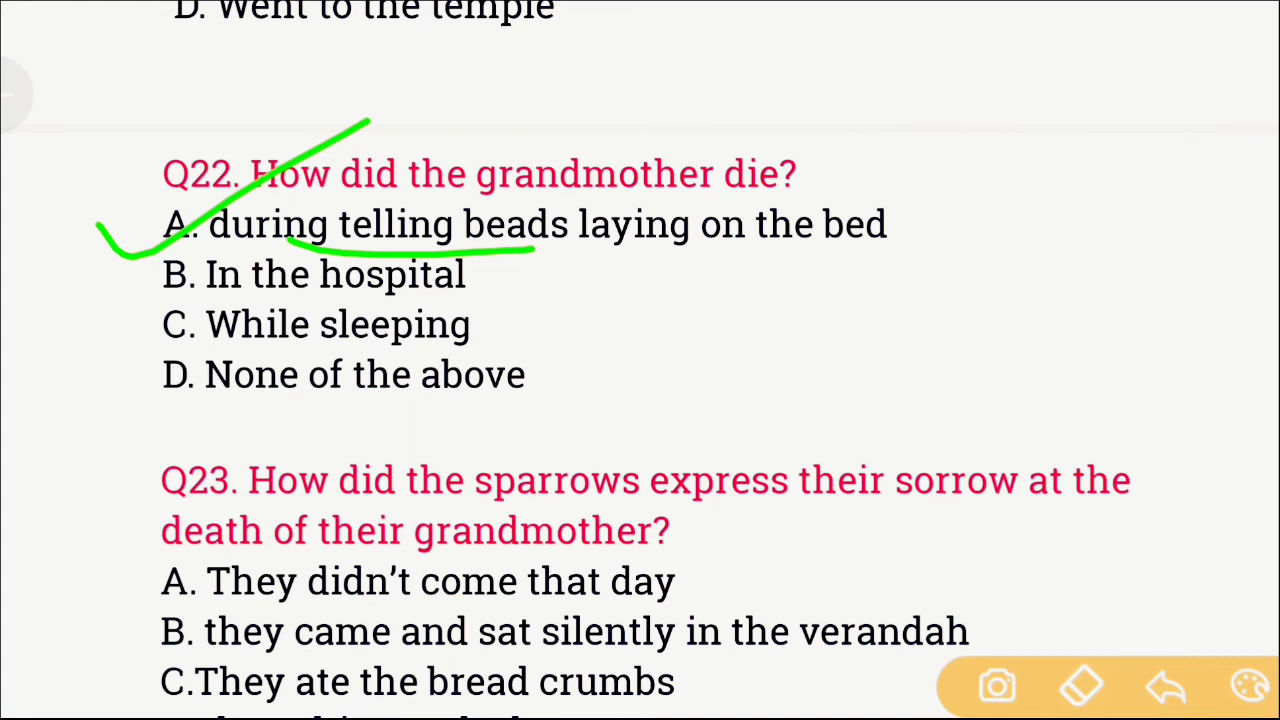 D. Went to the temple
Q22. How did the grandmother die?
A. during telling beads laying on the bed
B. In the hospital
C. While sleeping
D. None of the above
Q23. How did the sparrows express their sorrow at the
death of their grandmother?
A. They didn’t come that day
B. they came and sat silently in the verandah
C.They ate the bread crumbs